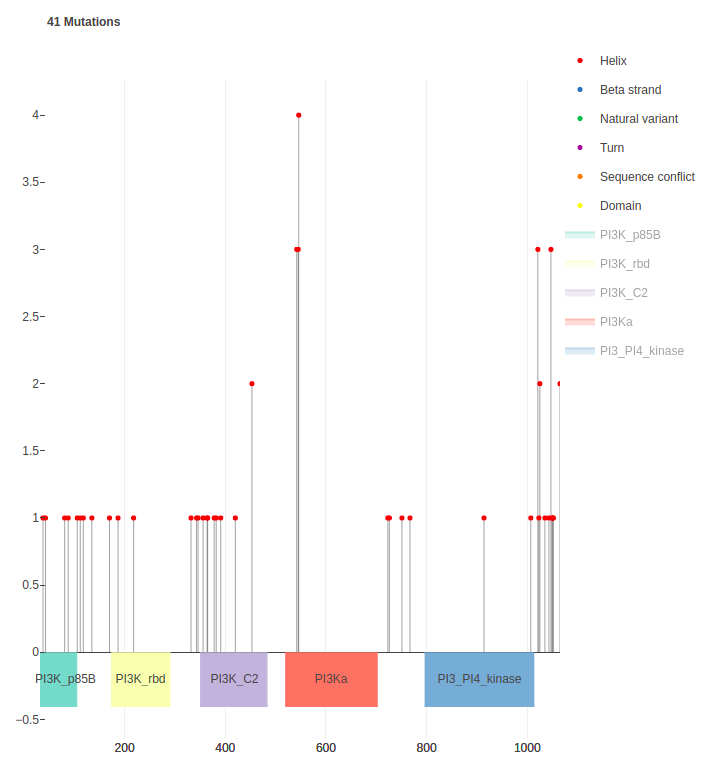 41 Mutations
Helix
Beta strand
Natural variant
Turn
Sequence conflict
Domain
PI3K_p85B
PI3K_rbd
PI3K_C2
PI3Ka
PI3_PI4_kinase
4
3.5
3
2.5
2
1.5
1
0.5
0
−0.5
PI3K_p85B PI3K_rbd PI3K_C2 PI3Ka PI3_PI4_kinase
200 400 600 800 1000